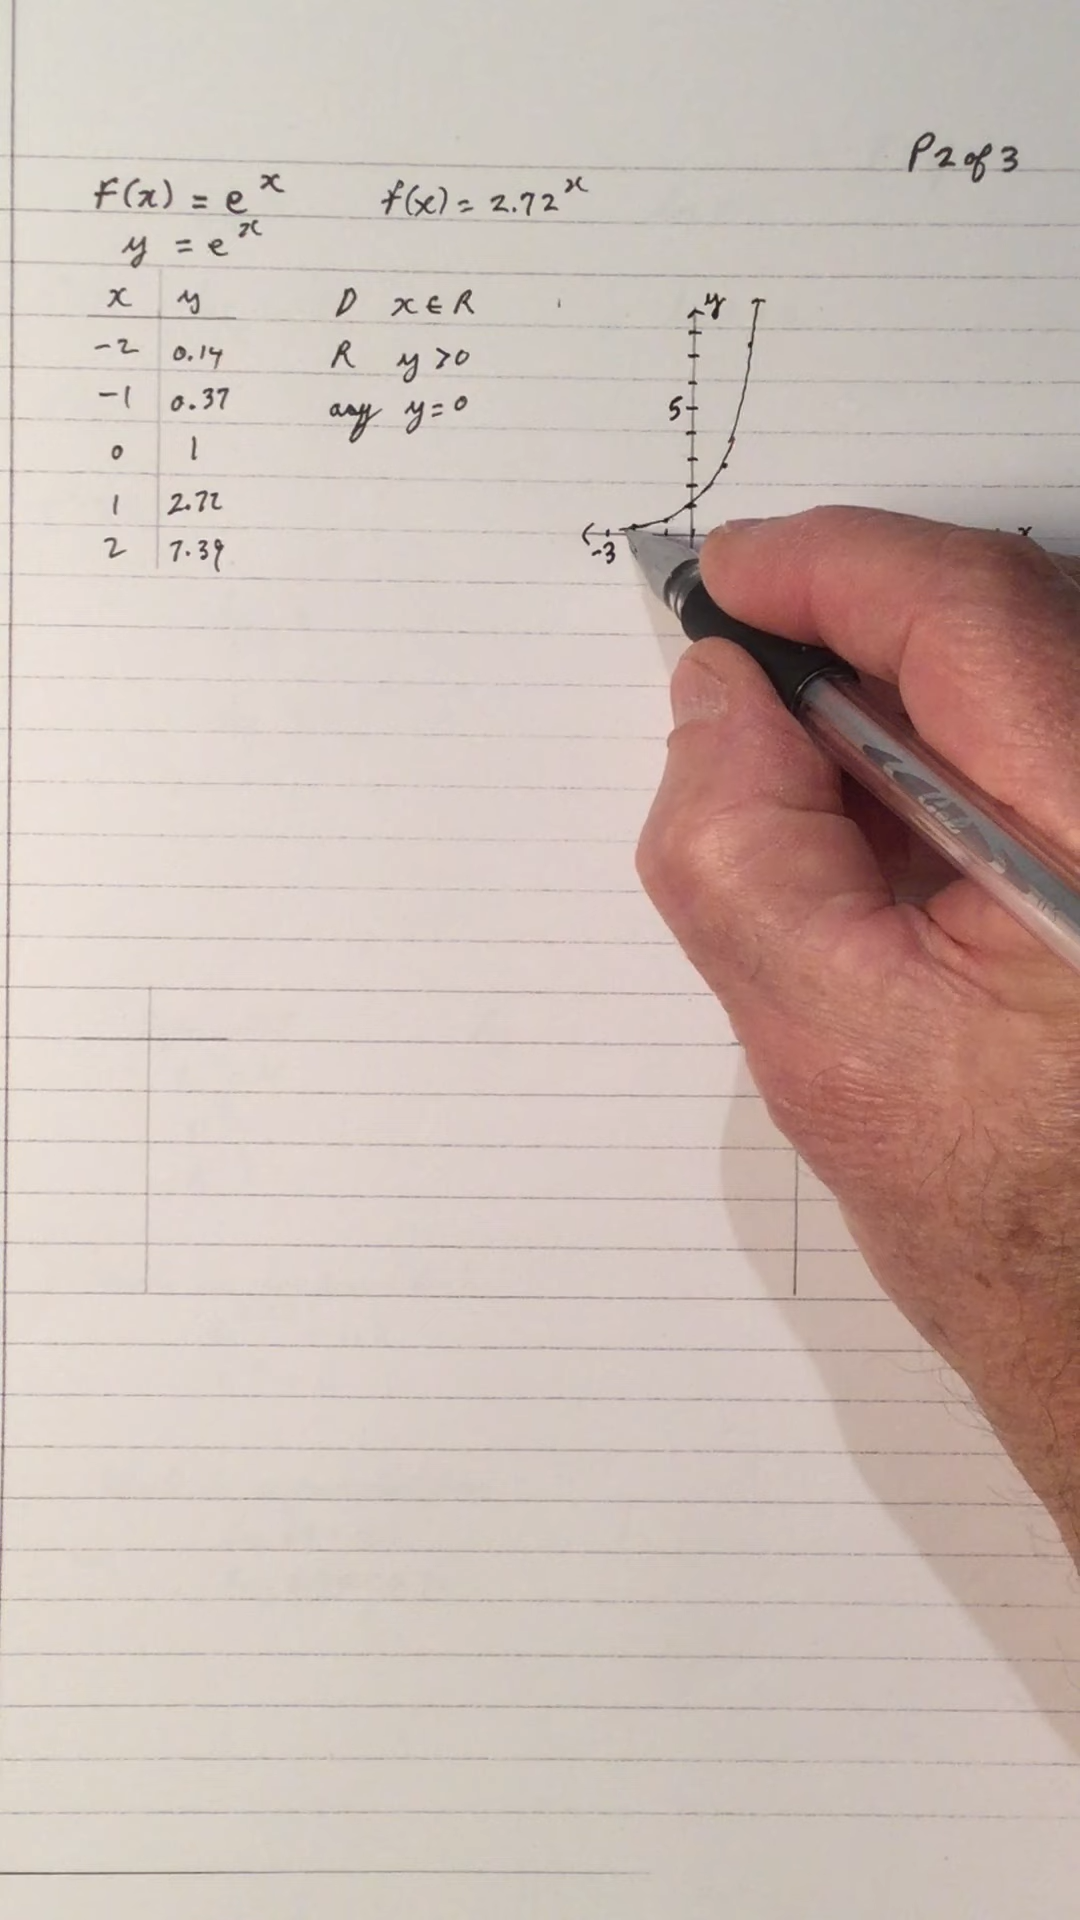 P2 of 3
F(x) = e^x f(x) = 2.72^x
y = e^x
x y D x ∈ R y
-2 0.14 R y > 0
-1 0.37 asy y = 0 5
0 1
1 2.72
2 7.39 -3 x